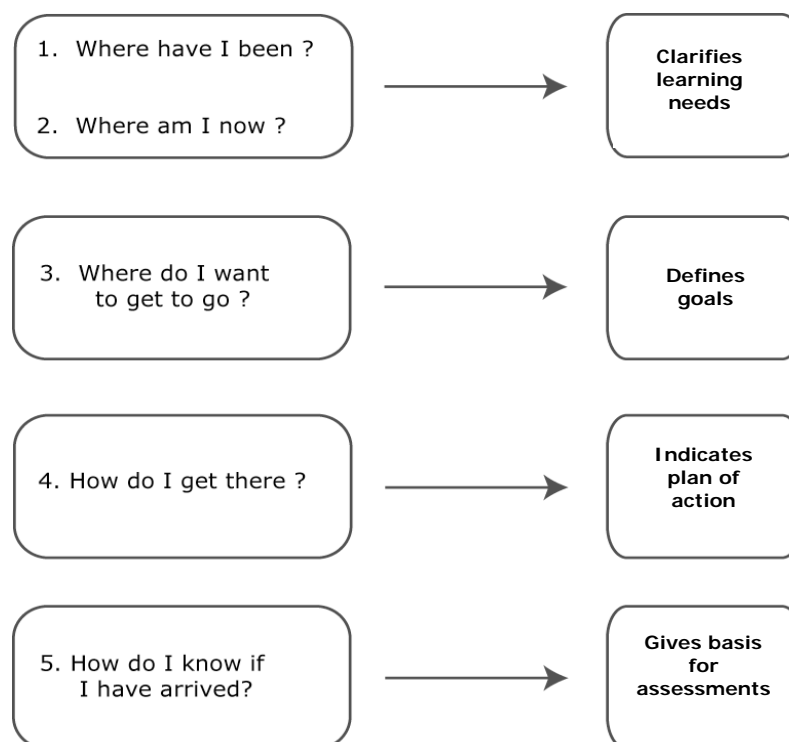 1. Where have I been ?
2. Where am I now ?
Clarifies
learning
needs
3. Where do I want
to get to go ?
Defines
goals
4. How do I get there ?
Indicates
plan of
action
5. How do I know if
I have arrived?
Gives basis
for
assessments